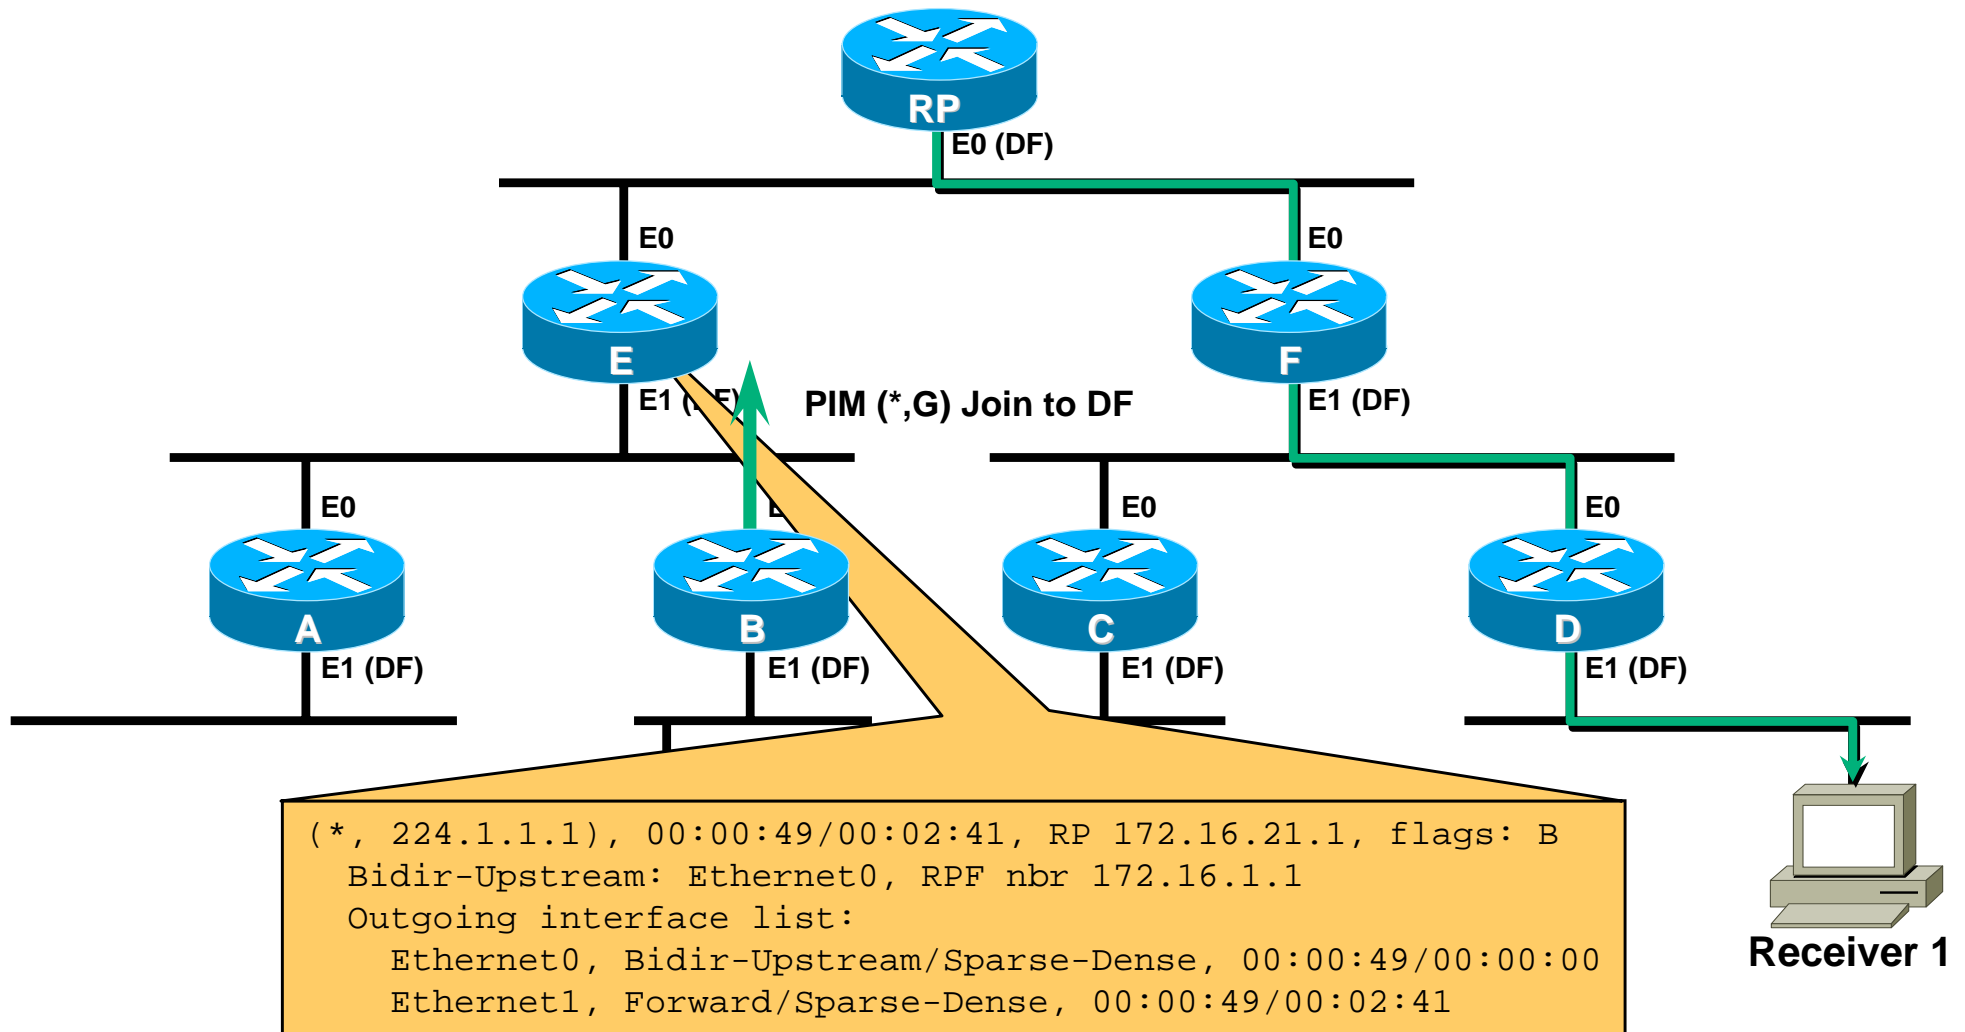 RP
E0 (DF)
E0
E0
E
F
E1 (
F)
PIM (*,G) Join to DF
E1 (DF)
E0
E0
E0
A
B
C
D
E1 (DF)
E1 (DF)
E1 (DF)
E1 (DF)
(*, 224.1.1.1), 00:00:49/00:02:41, RP 172.16.21.1, flags: B
Bidir-Upstream: Ethernet0, RPF nbr 172.16.1.1
Outgoing interface list:
Ethernet0, Bidir-Upstream/Sparse-Dense, 00:00:49/00:00:00
Ethernet1, Forward/Sparse-Dense, 00:00:49/00:02:41
Receiver 1